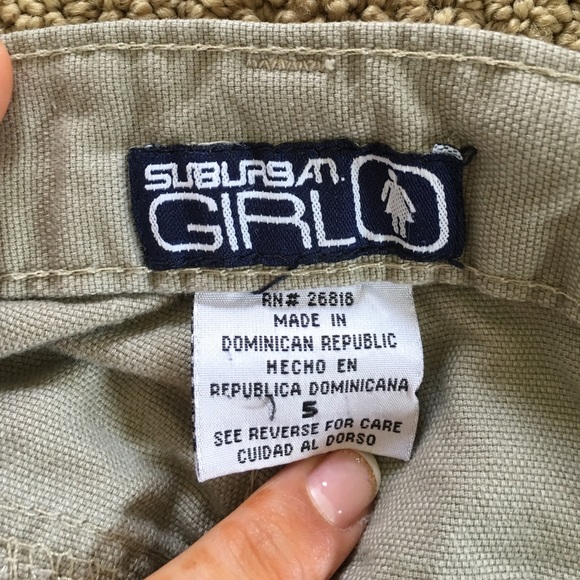 SUBURBAN
GIRL
RN# 26818
MADE IN
DOMINICAN REPUBLIC
HECHO EN
REPUBLICA DOMINICANA
5
SEE REVERSE FOR CARE
CUIDAD AL DORSO